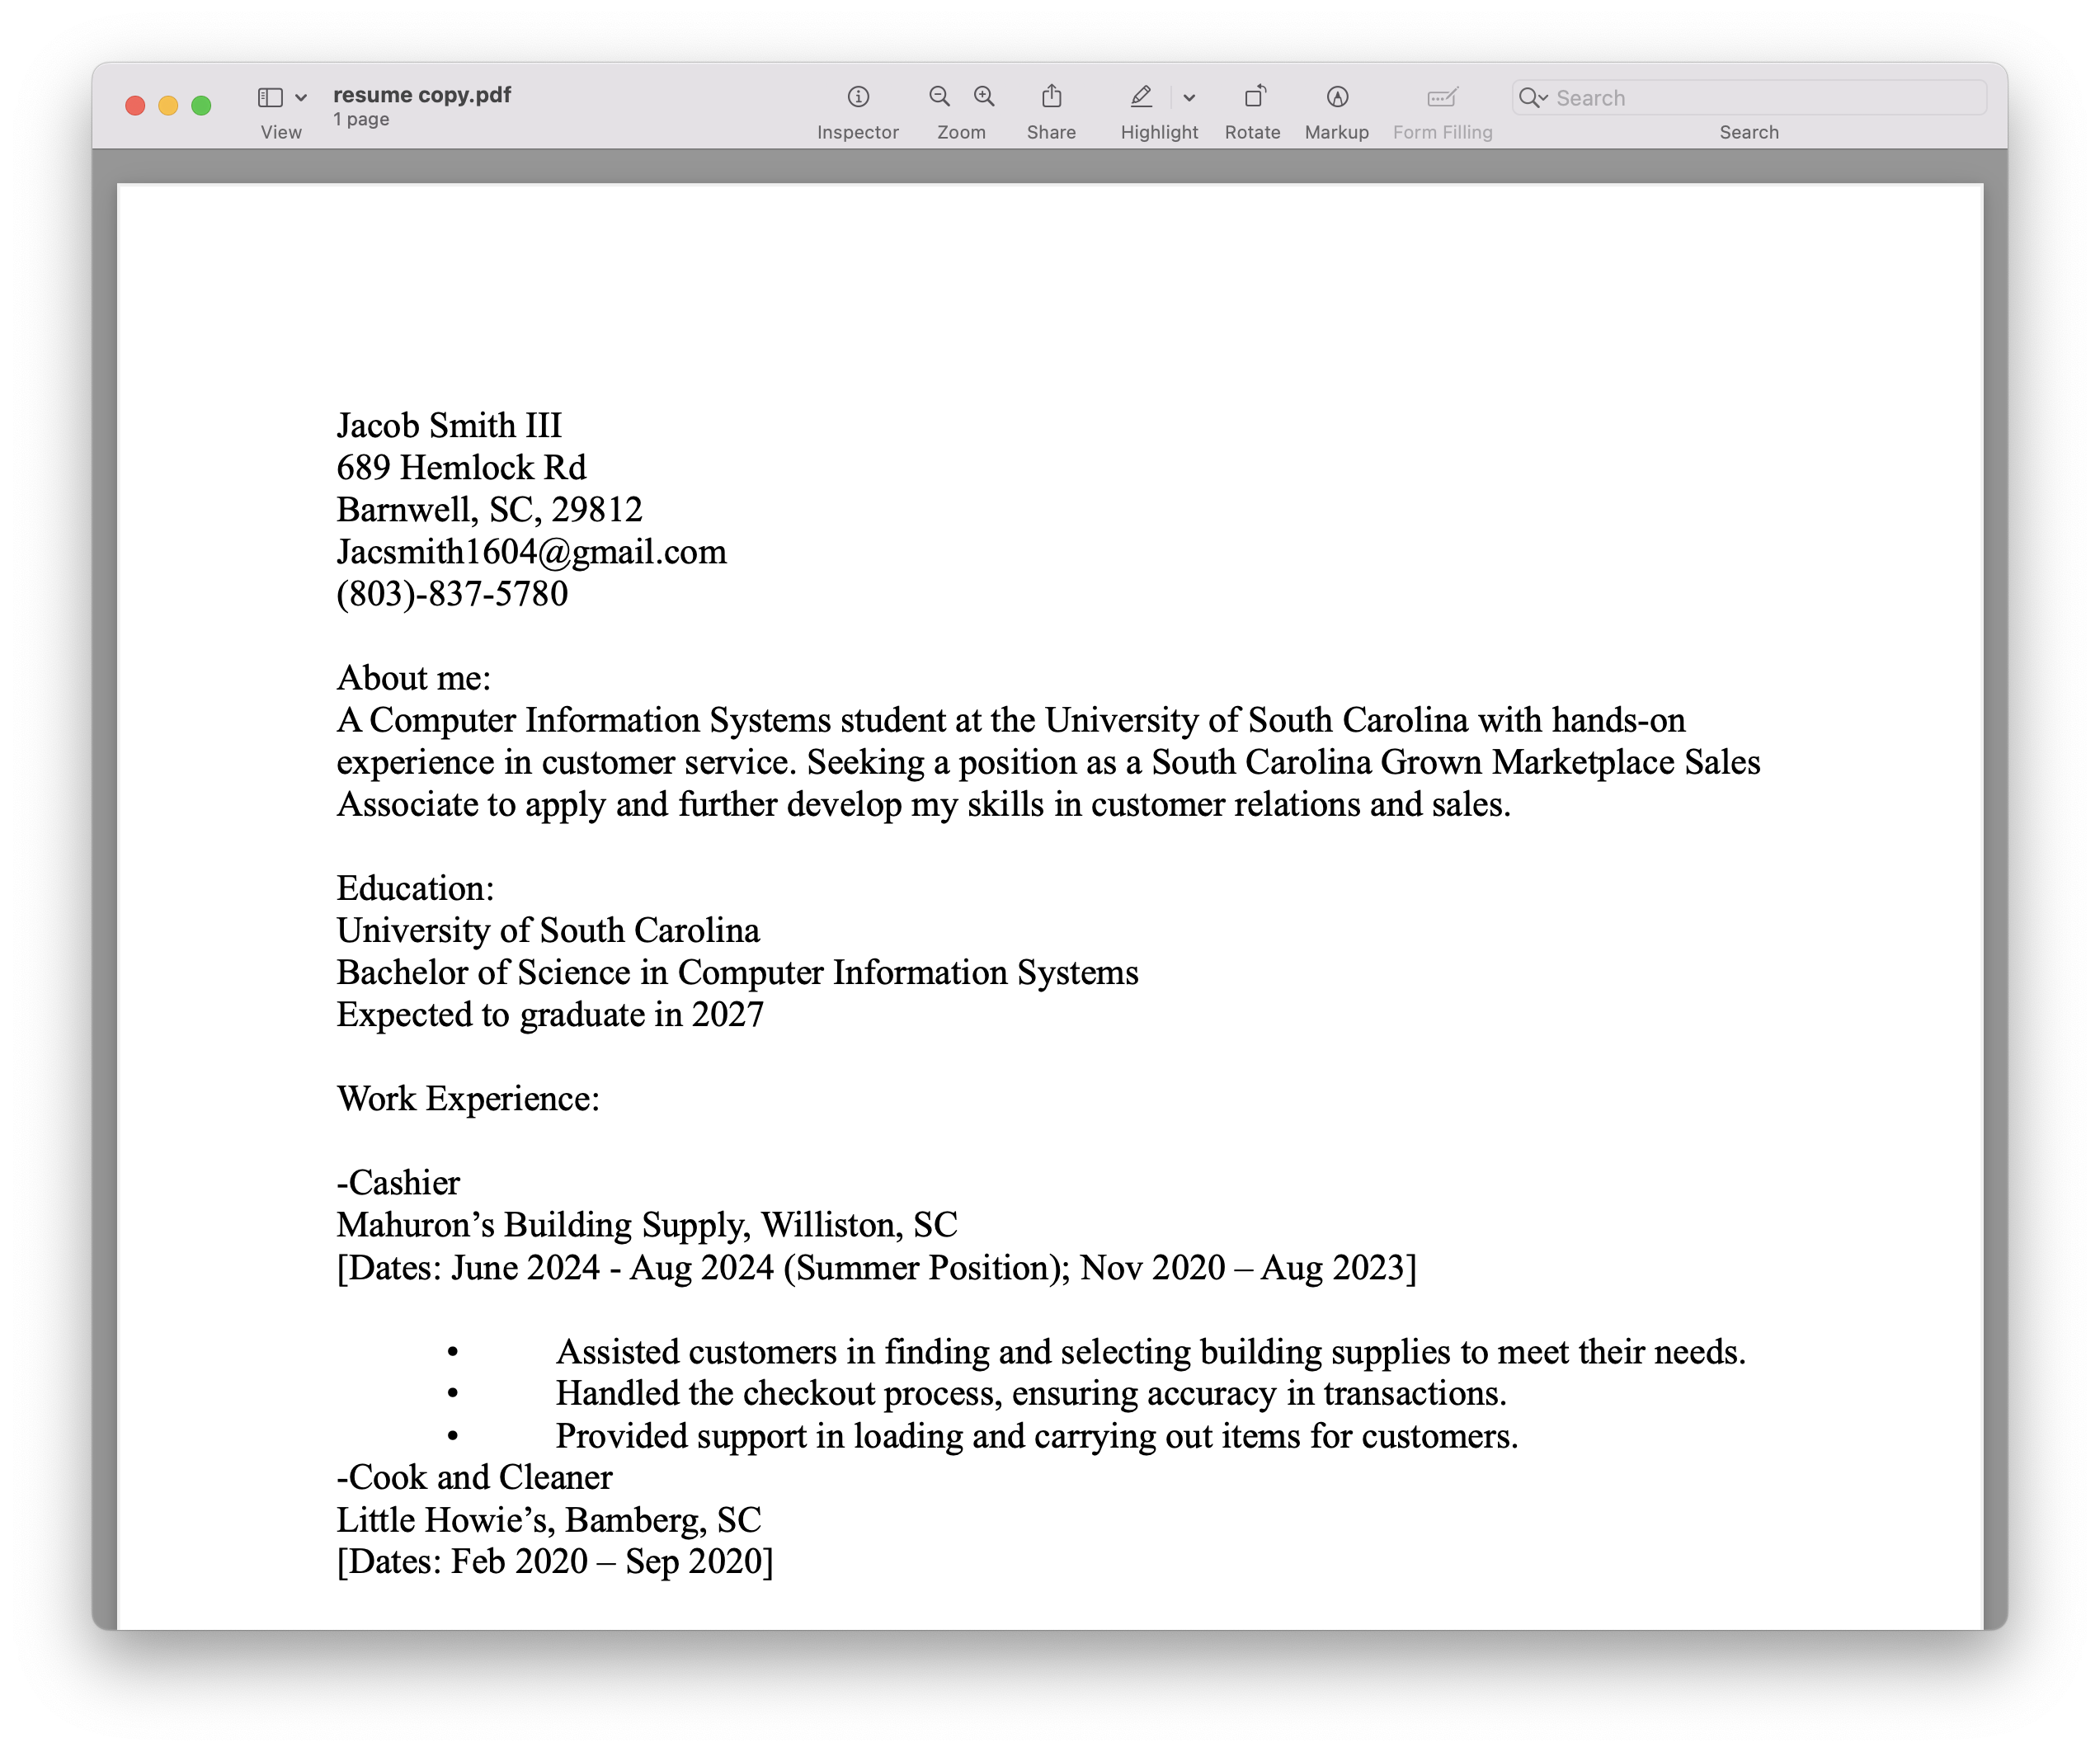 resume copy.pdf
1 page
View
Inspector
Zoom
Share
Highlight
Rotate
Markup
Form Filling
Search
Search
Jacob Smith III
689 Hemlock Rd
Barnwell, SC, 29812
Jacsmith1604@gmail.com
(803)-837-5780
About me:
A Computer Information Systems student at the University of South Carolina with hands-on
experience in customer service. Seeking a position as a South Carolina Grown Marketplace Sales
Associate to apply and further develop my skills in customer relations and sales.
Education:
University of South Carolina
Bachelor of Science in Computer Information Systems
Expected to graduate in 2027
Work Experience:
-Cashier
Mahuron’s Building Supply, Williston, SC
[Dates: June 2024 - Aug 2024 (Summer Position); Nov 2020 – Aug 2023]
• Assisted customers in finding and selecting building supplies to meet their needs.
• Handled the checkout process, ensuring accuracy in transactions.
• Provided support in loading and carrying out items for customers.
-Cook and Cleaner
Little Howie’s, Bamberg, SC
[Dates: Feb 2020 – Sep 2020]